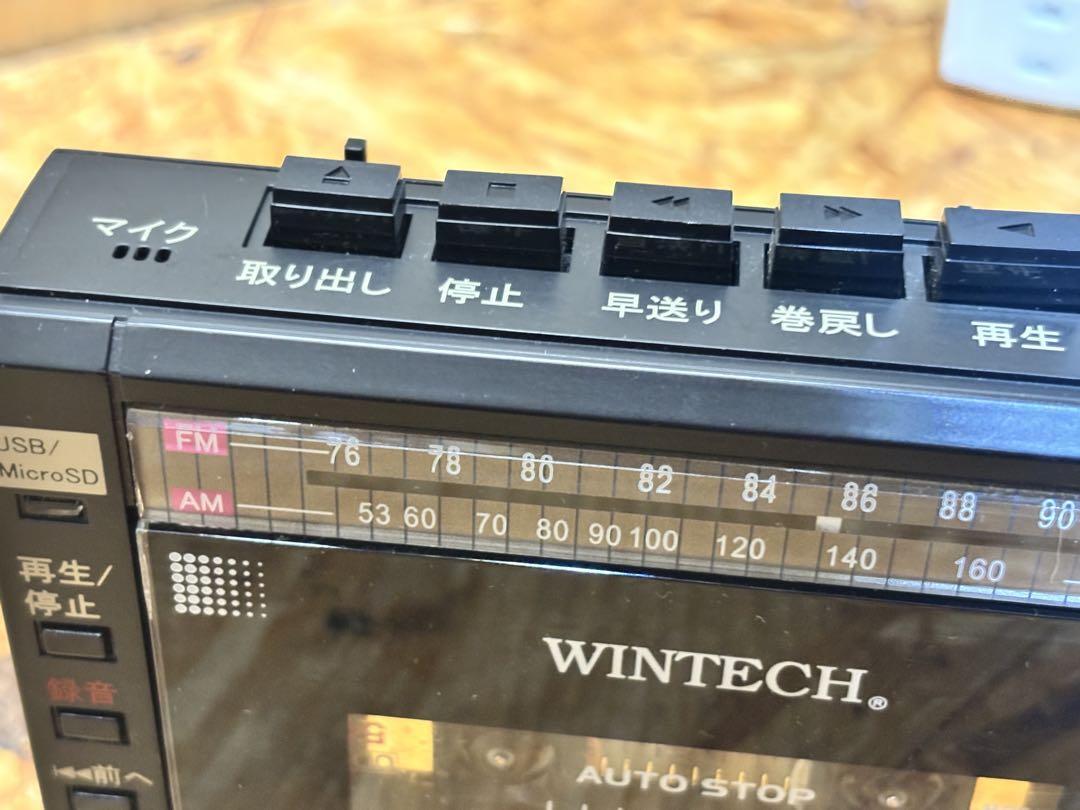 マイク
取り出し
停止
早送り
巻戻し
再生
FM 76 78 80 82 84 86 88 90
AM 53 60 70 80 90 100 120 140 160
USB/
MicroSD
再生/
停止
録音
前へ
WINTECH®
AUTO STOP